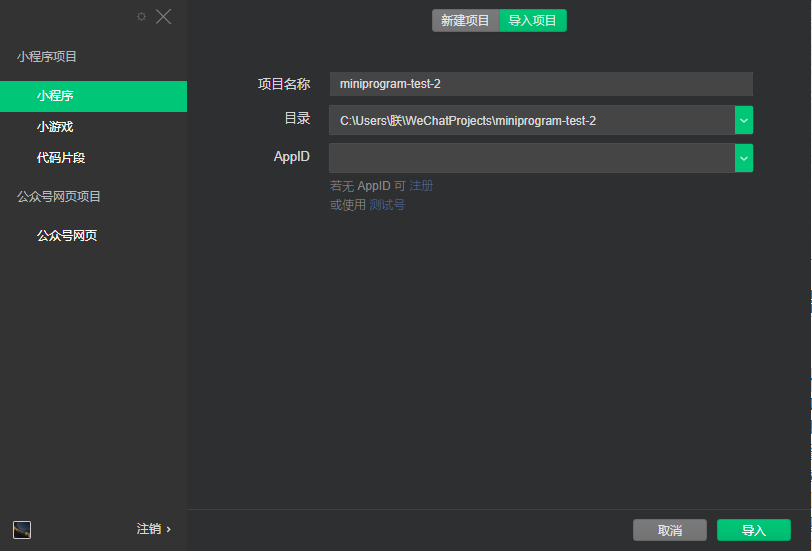 新建项目 导入项目
小程序项目
小程序
小游戏
代码片段
公众号网页项目
公众号网页
项目名称 miniprogram-test-2
目录 C:\Users\朕\WeChatProjects\miniprogram-test-2
AppID
若无 AppID 可 注册
或使用 测试号
注销 ›
取消 导入